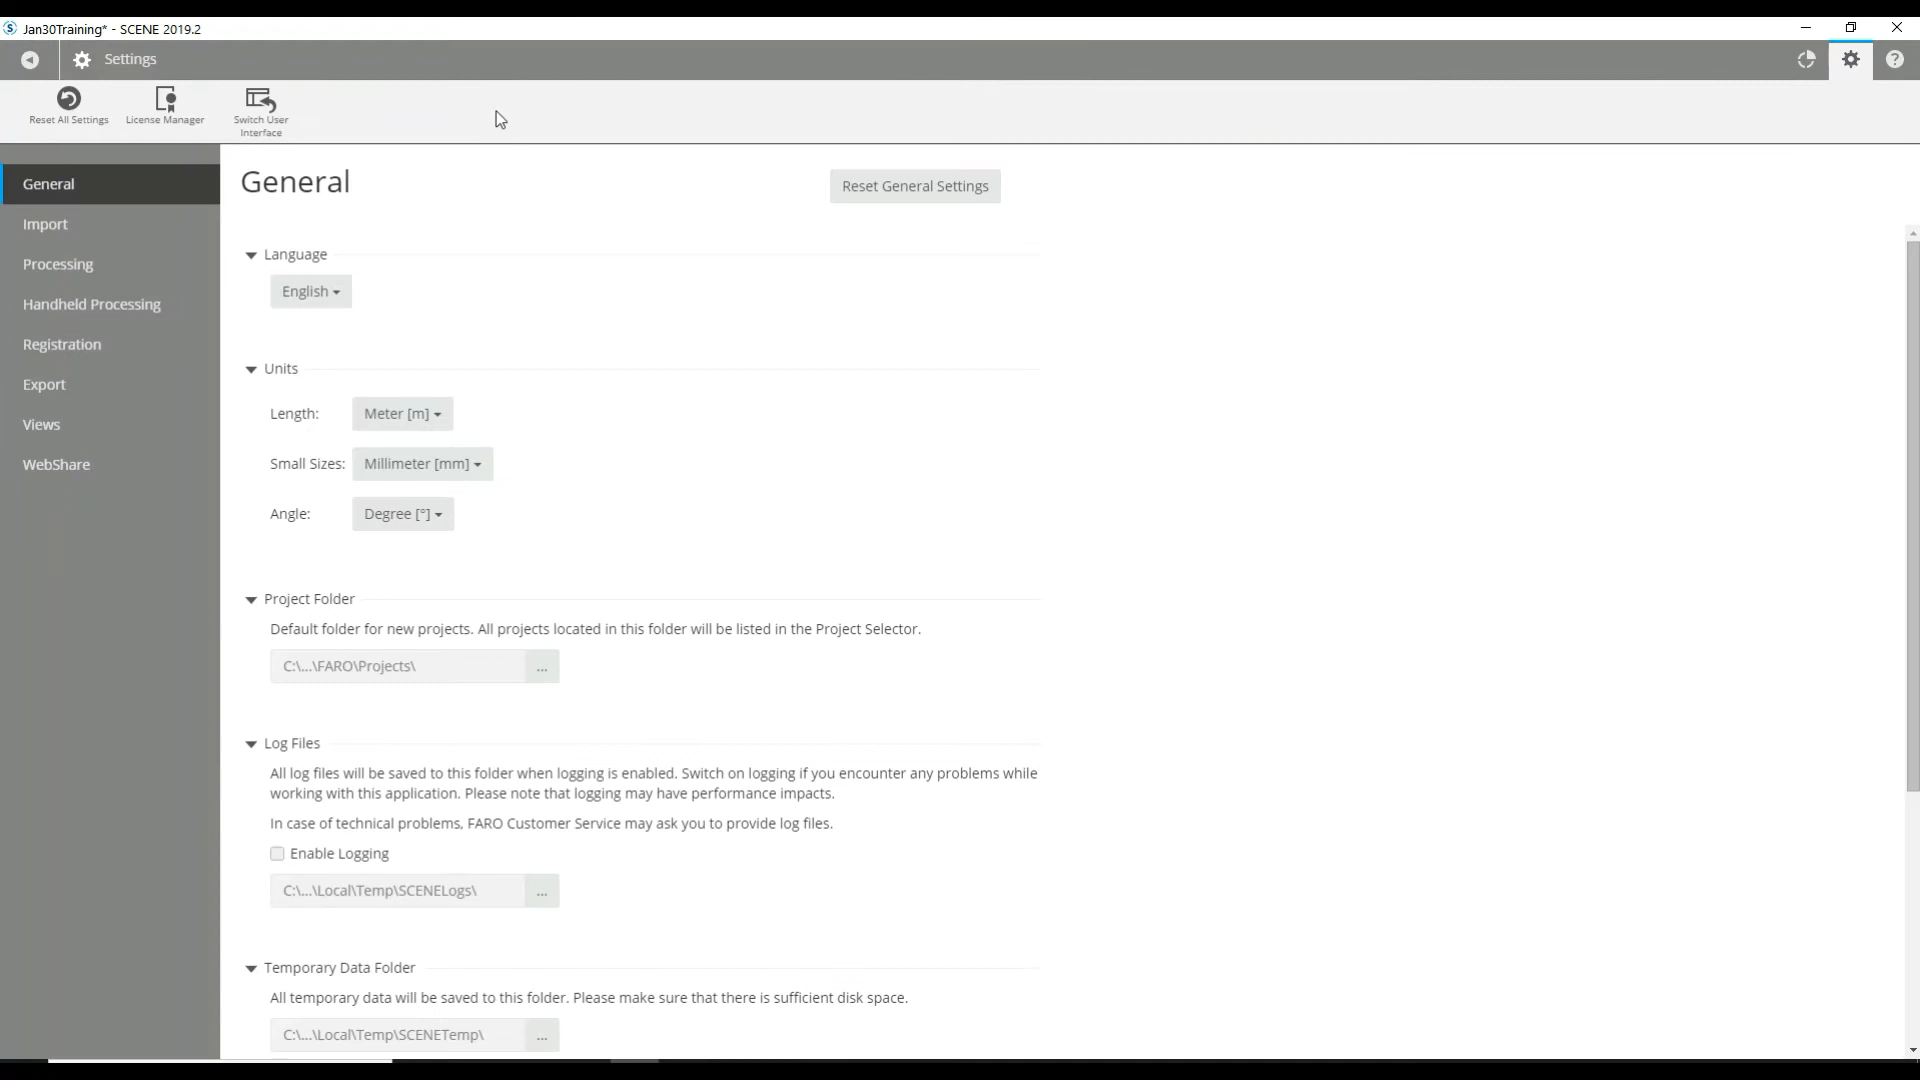 Jan30Training* - SCENE 2019.2
Settings
Reset All Settings
License Manager
Switch User
Interface
General
Import
Processing
Handheld Processing
Registration
Export
Views
WebShare
General
Reset General Settings
Language
English
Units
Length: Meter [m]
Small Sizes: Millimeter [mm]
Angle: Degree [°]
Project Folder
Default folder for new projects. All projects located in this folder will be listed in the Project Selector.
C:\...\FARO\Projects\ ...
Log Files
All log files will be saved to this folder when logging is enabled. Switch on logging if you encounter any problems while
working with this application. Please note that logging may have performance impacts.
In case of technical problems, FARO Customer Service may ask you to provide log files.
Enable Logging
C:\...\Local\Temp\SCENELogs\ ...
Temporary Data Folder
All temporary data will be saved to this folder. Please make sure that there is sufficient disk space.
C:\...\Local\Temp\SCENETemp\ ...